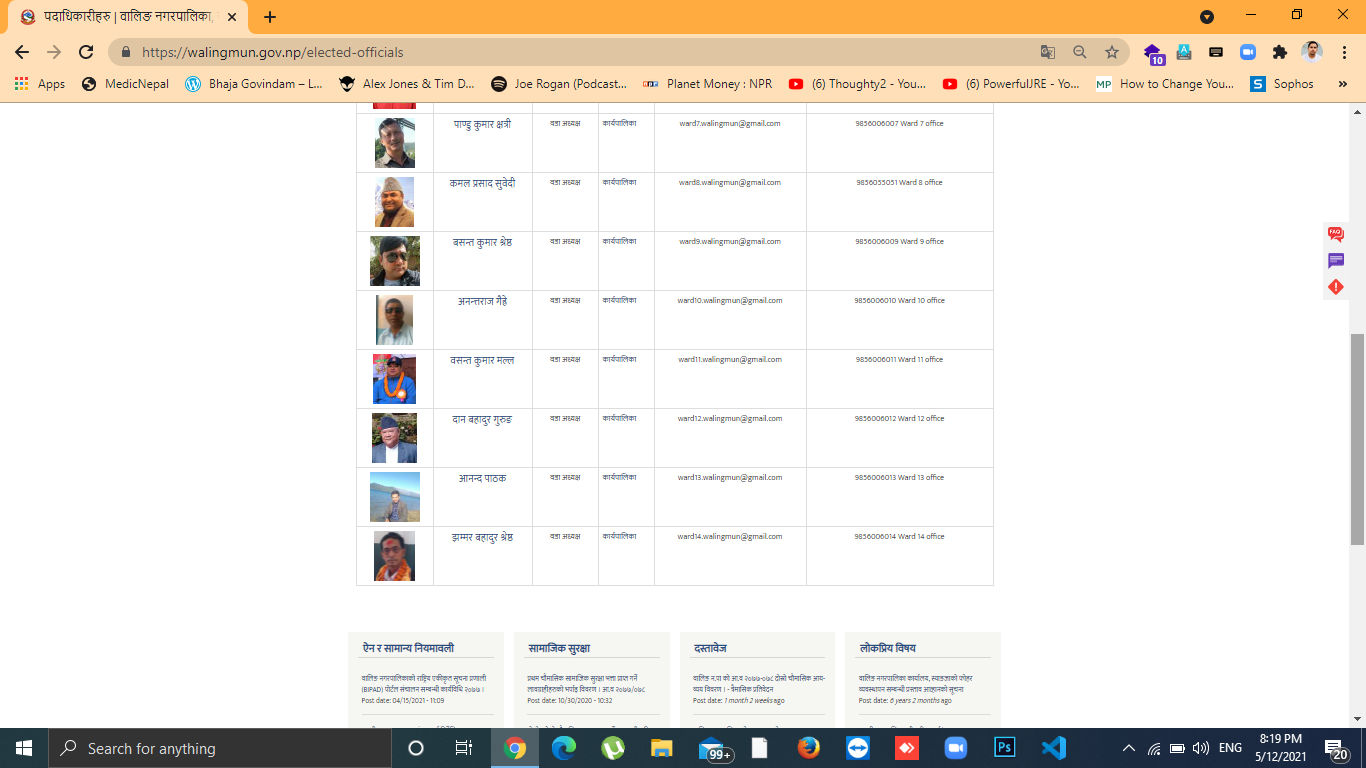 पदाधिकारीहरु | वालिङ नगरपालिका,
https://walingmun.gov.np/elected-officials
10
Apps MedicNepal Bhaja Govindam – L... Alex Jones & Tim D... Joe Rogan (Podcast... Planet Money : NPR (6) Thoughty2 - You... (6) PowerfulJRE - Yo... MP How to Change You... Sophos »
पाण्डु कुमार क्षत्री वडा अध्यक्ष कार्यपालिका ward7.walingmun@gmail.com 9856006007 Ward 7 office
कमल प्रसाद सुवेदी वडा अध्यक्ष कार्यपालिका ward8.walingmun@gmail.com 9856055051 Ward 8 office
बसन्त कुमार श्रेष्ठ वडा अध्यक्ष कार्यपालिका ward9.walingmun@gmail.com 9856006009 Ward 9 office
FAQ
अनन्तराज गैह्रे वडा अध्यक्ष कार्यपालिका ward10.walingmun@gmail.com 9856006010 Ward 10 office
वसन्त कुमार मल्ल वडा अध्यक्ष कार्यपालिका ward11.walingmun@gmail.com 9856006011 Ward 11 office
दान बहादुर गुरुङ वडा अध्यक्ष कार्यपालिका ward12.walingmun@gmail.com 9856006012 Ward 12 office
आनन्द पाठक वडा अध्यक्ष कार्यपालिका ward13.walingmun@gmail.com 9856006013 Ward 13 office
झम्मर बहादुर श्रेष्ठ वडा अध्यक्ष कार्यपालिका ward14.walingmun@gmail.com 9856006014 Ward 14 office
ऐन र सामान्य नियमावली
वालिङ नगरपालिकाको राष्ट्रिय एकीकृत सूचना प्रणाली
(BIPAD) पोर्टल संचालन सम्बन्धी कार्यविधि २०७७ ।
Post date: 04/15/2021 - 11:09
सामाजिक सुरक्षा
प्रथम चौमासिक सामाजिक सुरक्षा भत्ता प्राप्त गर्ने
लाभग्राहीहरुको भर्पाइ विवरण । आ.व २०७७/०७८
Post date: 10/30/2020 - 10:32
दस्तावेज
वालिङ न.पा को आ.व २०७७-०७८ दोस्रो चौमासिक आय-
व्यय विवरण । - त्रैमासिक प्रतिवेदन
Post date: 1 month 2 weeks ago
लोकप्रिय विषय
वालिङ नगरपालिका कार्यालय, स्याङजाको फोहर
व्यवस्थापन सम्बन्धी प्रस्ताव आव्हानको सूचना
Post date: 6 years 2 months ago
Search for anything
99+
Ps
ENG
8:19 PM
5/12/2021
20